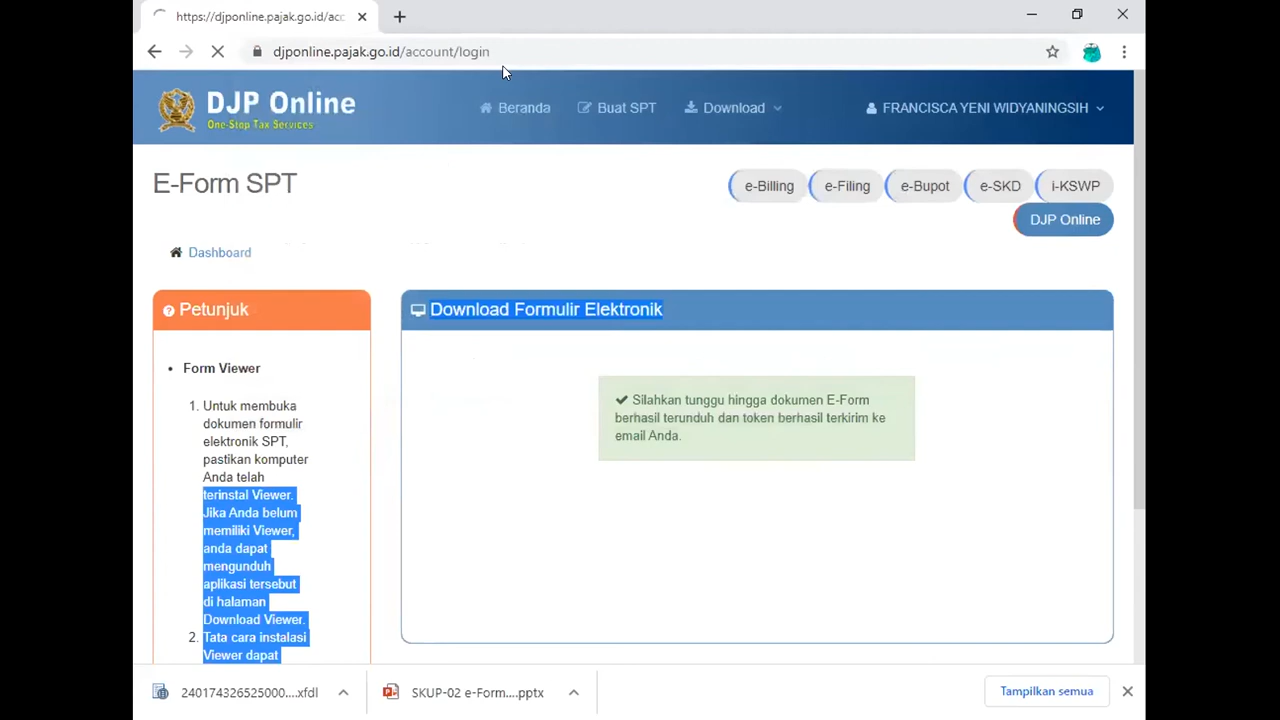 https://djponline.pajak.go.id/acc
djponline.pajak.go.id/account/login
DJP Online
One-Stop Tax Services
Beranda
Buat SPT
Download
FRANCISCA YENI WIDYANINGSIH
E-Form SPT
e-Billing
e-Filing
e-Bupot
e-SKD
i-KSWP
DJP Online
Dashboard
Petunjuk
Form Viewer
1. Untuk membuka
dokumen formulir
elektronik SPT,
pastikan komputer
Anda telah
terinstal Viewer.
Jika Anda belum
memiliki Viewer,
anda dapat
mengunduh
aplikasi tersebut
di halaman
Download Viewer.
2. Tata cara instalasi
Viewer dapat
Download Formulir Elektronik
Silahkan tunggu hingga dokumen E-Form
berhasil terunduh dan token berhasil terkirim ke
email Anda.
240174326525000....xfdl
SKUP-02 e-Form....pptx
Tampilkan semua